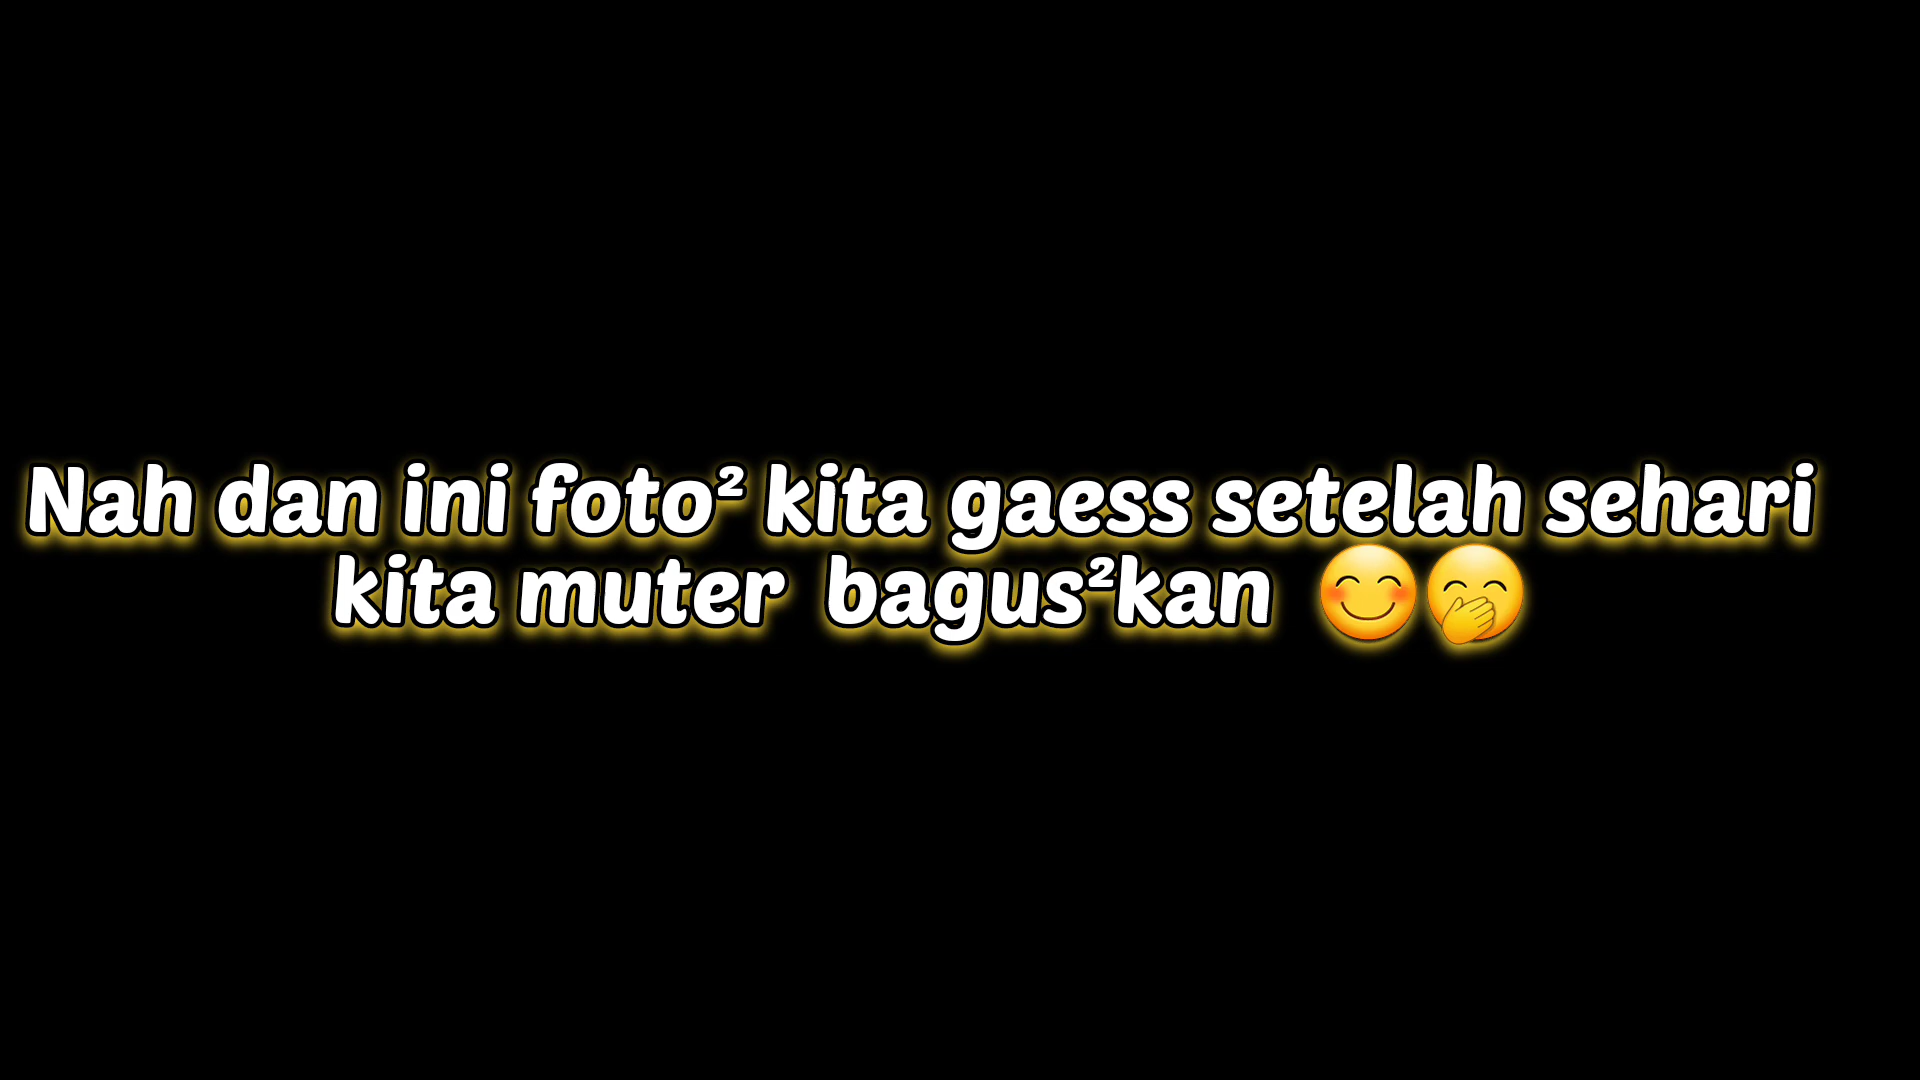 Nah dan ini foto² kita gaess setelah sehari
kita muter  bagus²kan  😊🤭